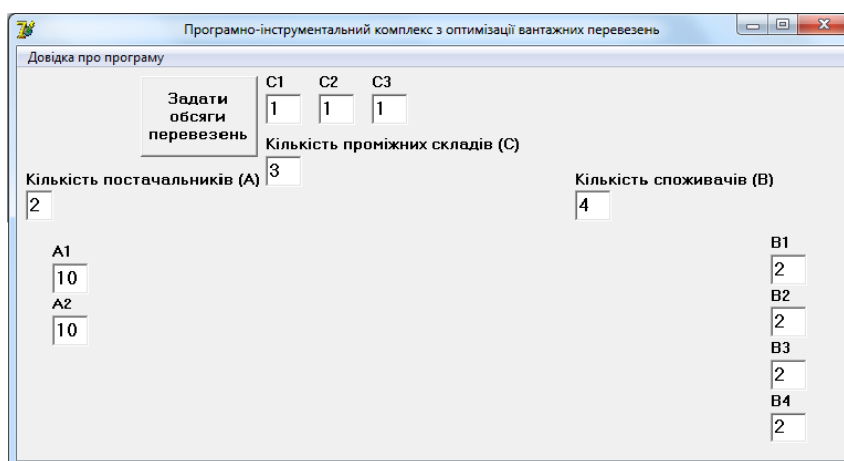 Програмно-інструментальний комплекс з оптимізації вантажних перевезень
Довідка про програму
Задати
обсяги
перевезень
C1 C2 C3
1 1 1
Кількість проміжних складів (C)
3
Кількість постачальників (A)
2
Кількість споживачів (B)
4
A1
10
A2
10
B1
2
B2
2
B3
2
B4
2